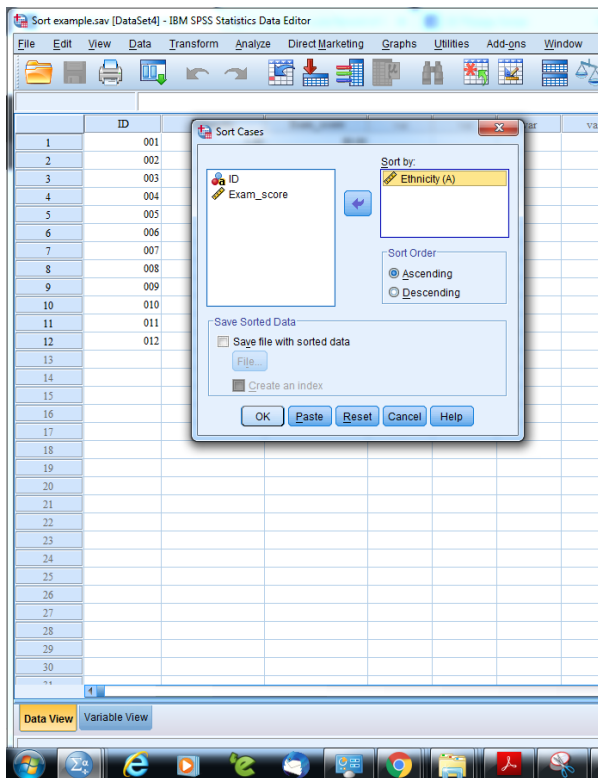 Sort example.sav [DataSet4] - IBM SPSS Statistics Data Editor
File Edit View Data Transform Analyze Direct Marketing Graphs Utilities Add-ons Window
ID var va
Sort Cases
1 001
2 002
3 003
4 004
5 005
6 006
7 007
8 008
9 009
10 010
11 011
12 012
13
14
15
16
17
18
19
20
21
22
23
24
25
26
27
28
29
30
ID
Exam_score
Sort by:
Ethnicity (A)
Sort Order
Ascending
Descending
Save Sorted Data
Save file with sorted data
File...
Create an index
OK Paste Reset Cancel Help
Data View Variable View